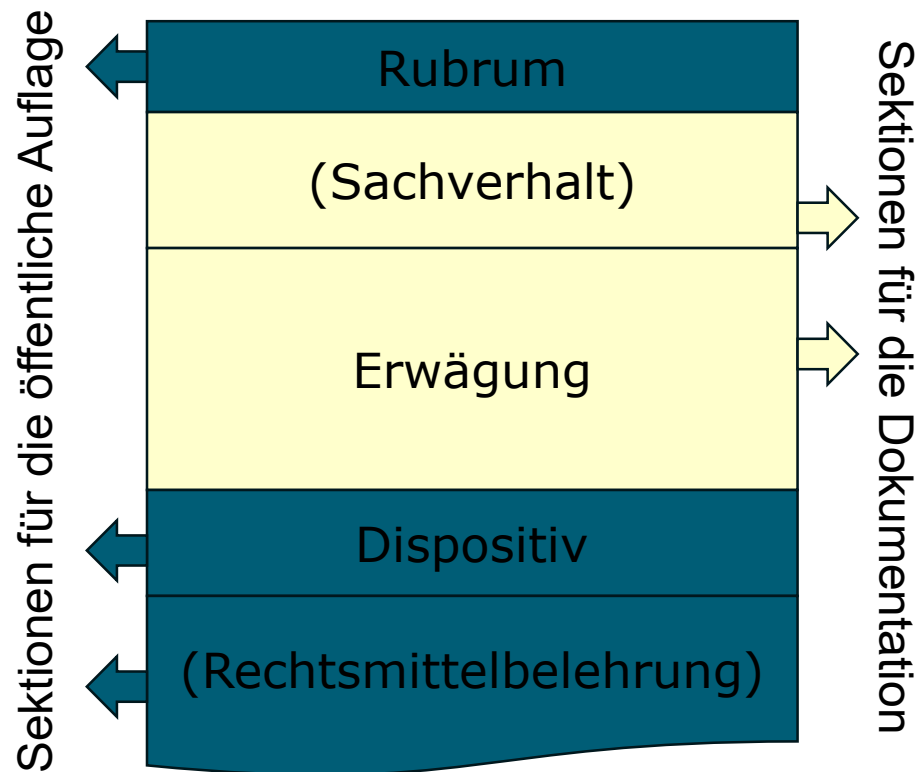 Sektionen für die öffentliche Auflage
Rubrum
(Sachverhalt)
Erwägung
Dispositiv
(Rechtsmittelbelehrung)
Sektionen für die Dokumentation